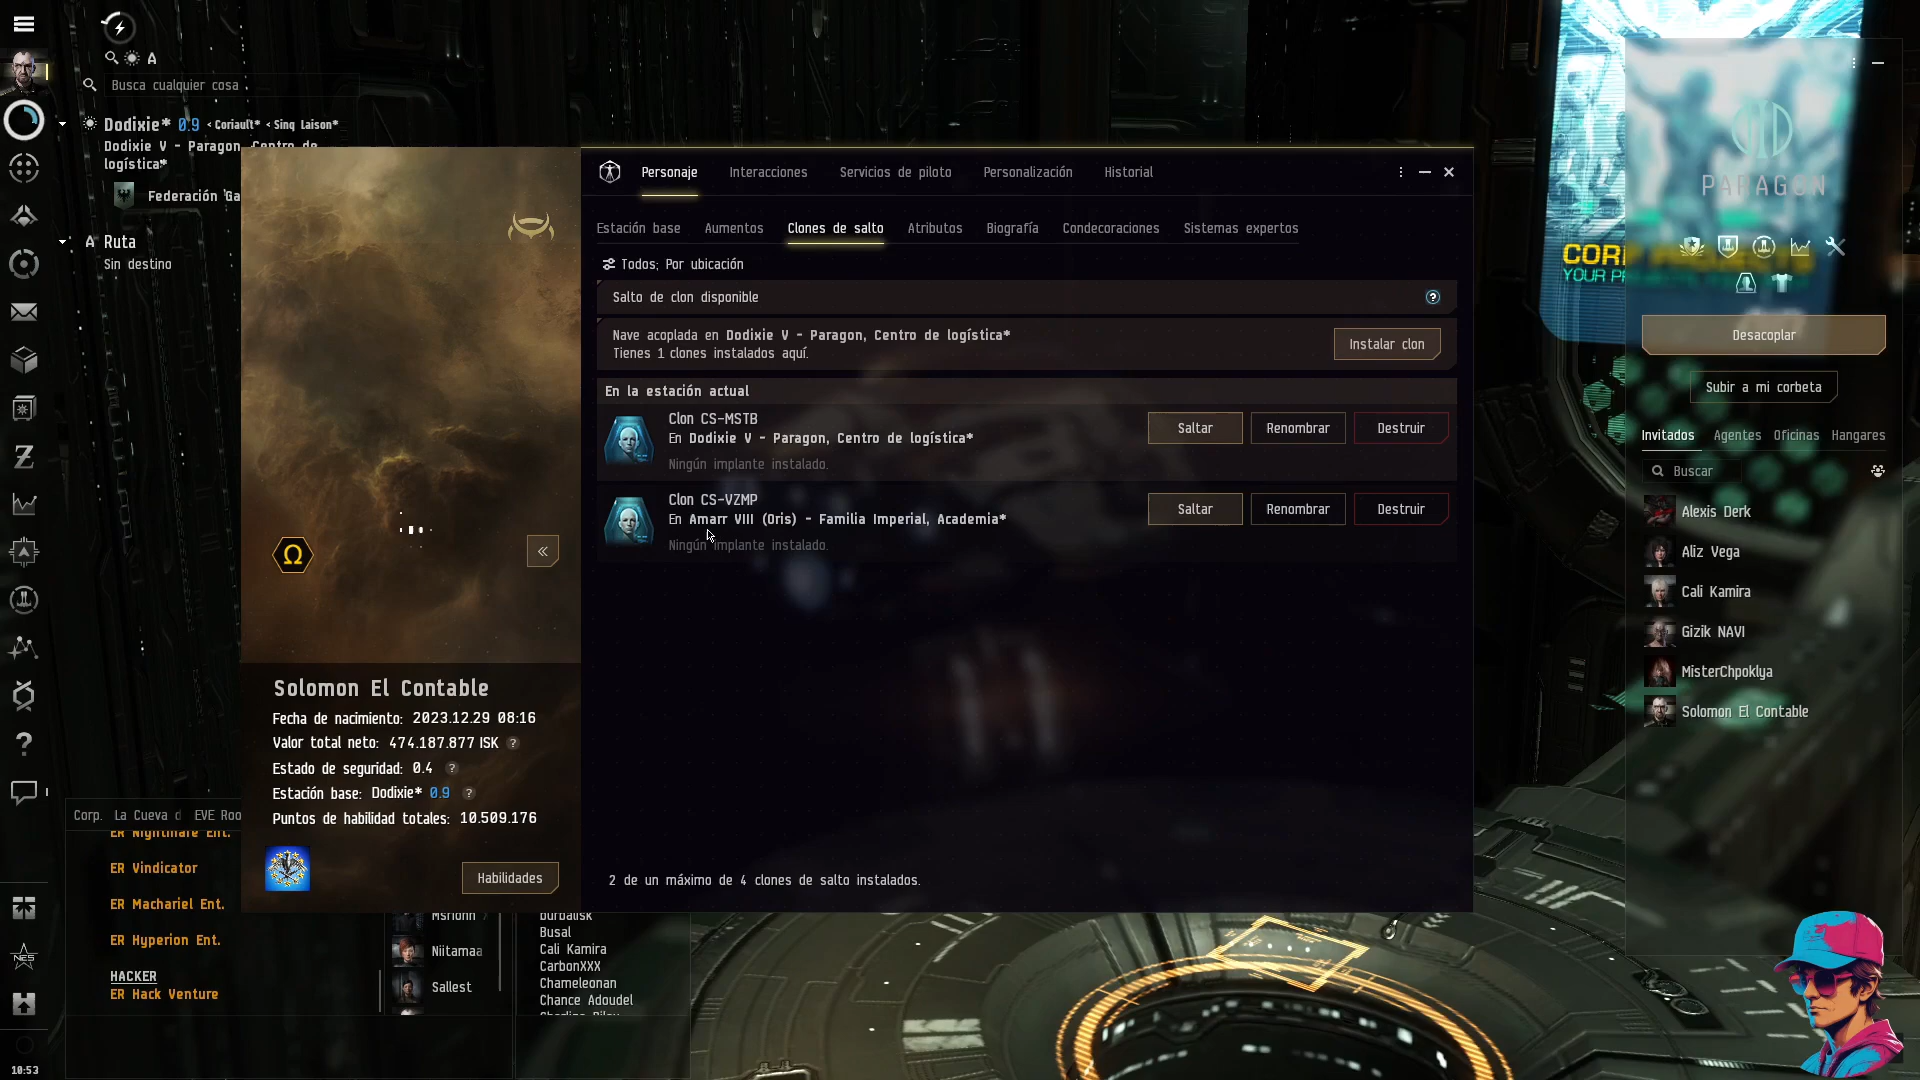 Busca cualquier cosa
Dodixie* 0.9 < Coriault* < Sinq Laison*
Dodixie V - Paragon, Centro de
logística*
Federación Ga
A Ruta
Sin destino
Personaje
Interacciones
Servicios de piloto
Personalización
Historial
Estación base
Aumentos
Clones de salto
Atributos
Biografía
Condecoraciones
Sistemas expertos
Todos; Por ubicación
Salto de clon disponible
Nave acoplada en Dodixie V - Paragon, Centro de logística*
Tienes 1 clones instalados aquí.
Instalar clon
En la estación actual
Clon CS-MSTB
En Dodixie V - Paragon, Centro de logística*
Ningún implante instalado.
Saltar
Renombrar
Destruir
Clon CS-VZMP
En Amarr VIII (Oris) - Familia Imperial, Academia*
Ningún implante instalado.
Saltar
Renombrar
Destruir
2 de un máximo de 4 clones de salto instalados.
Solomon El Contable
Fecha de nacimiento: 2023.12.29 08:16
Valor total neto: 474.187.877 ISK ?
Estado de seguridad: 0.4 ?
Estación base: Dodixie* 0.9 ?
Puntos de habilidad totales: 10.509.176
Habilidades
Corp.
La Cueva d
EVE Roo
ER Nightmare Ent.
ER Vindicator
ER Machariel Ent.
ER Hyperion Ent.
HACKER
ER Hack Venture
Niitamaa
Sallest
burbalisk
Busal
Cali Kamira
CarbonXXX
Chameleonan
Chance Adoudel
NES
10:53
PARAGON
COR
YOUR P
Desacoplar
Subir a mi corbeta
Invitados
Agentes
Oficinas
Hangares
Buscar
Alexis Derk
Aliz Vega
Cali Kamira
Gizik NAVI
MisterChpoklya
Solomon El Contable